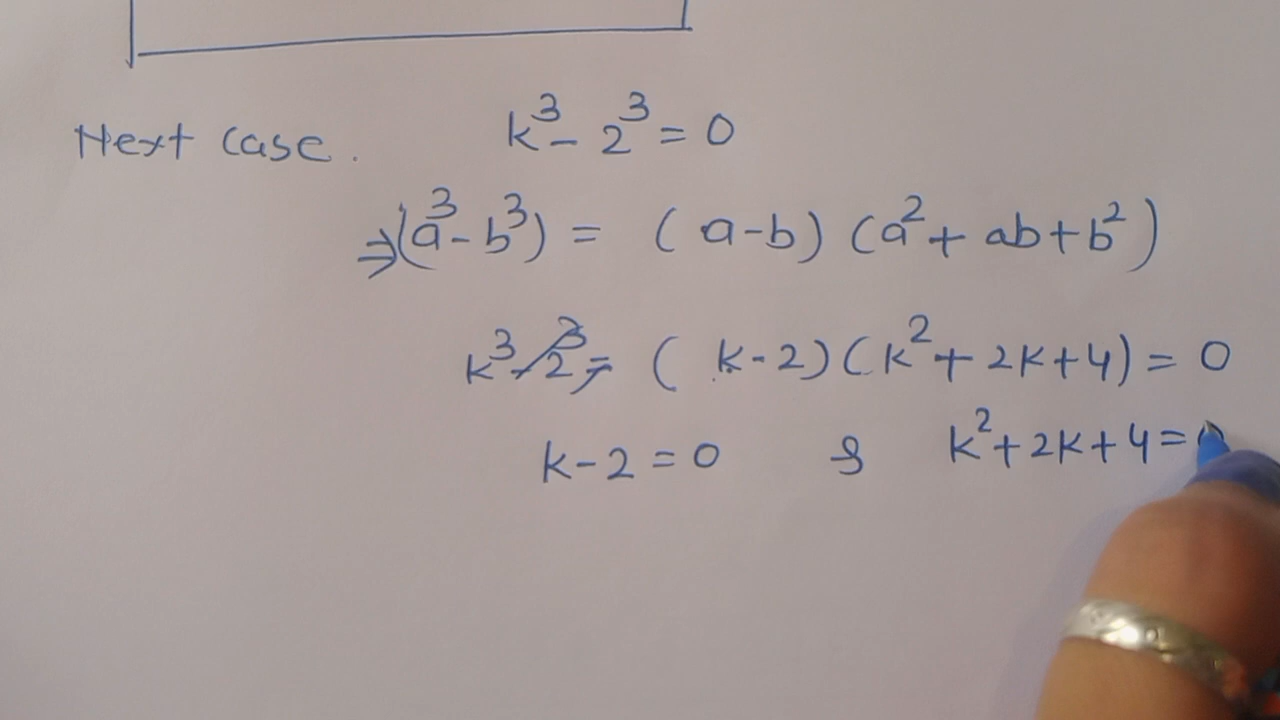 Next case. k³ - 2³ = 0
⇒ (a³ - b³) = (a - b) (a² + ab + b²)
k³ - 2³ = (k - 2) (k² + 2k + 4) = 0
k - 2 = 0 & k² + 2k + 4 = 0